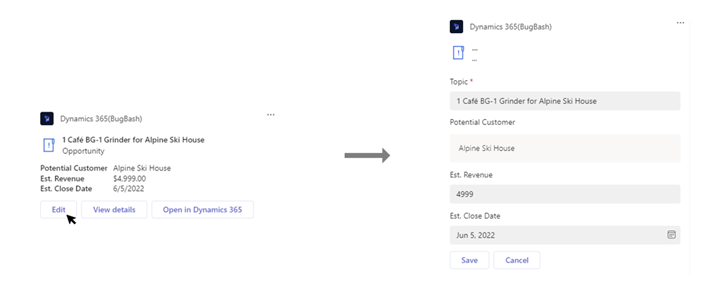 Dynamics 365(BugBash)
...
1 Café BG-1 Grinder for Alpine Ski House
Opportunity
Potential Customer Alpine Ski House
Est. Revenue $4,999.00
Est. Close Date 6/5/2022
Edit View details Open in Dynamics 365
Dynamics 365(BugBash)
...
...
...
Topic *
1 Café BG-1 Grinder for Alpine Ski House
Potential Customer
Alpine Ski House
Est. Revenue
4999
Est. Close Date
Jun 5, 2022
Save Cancel